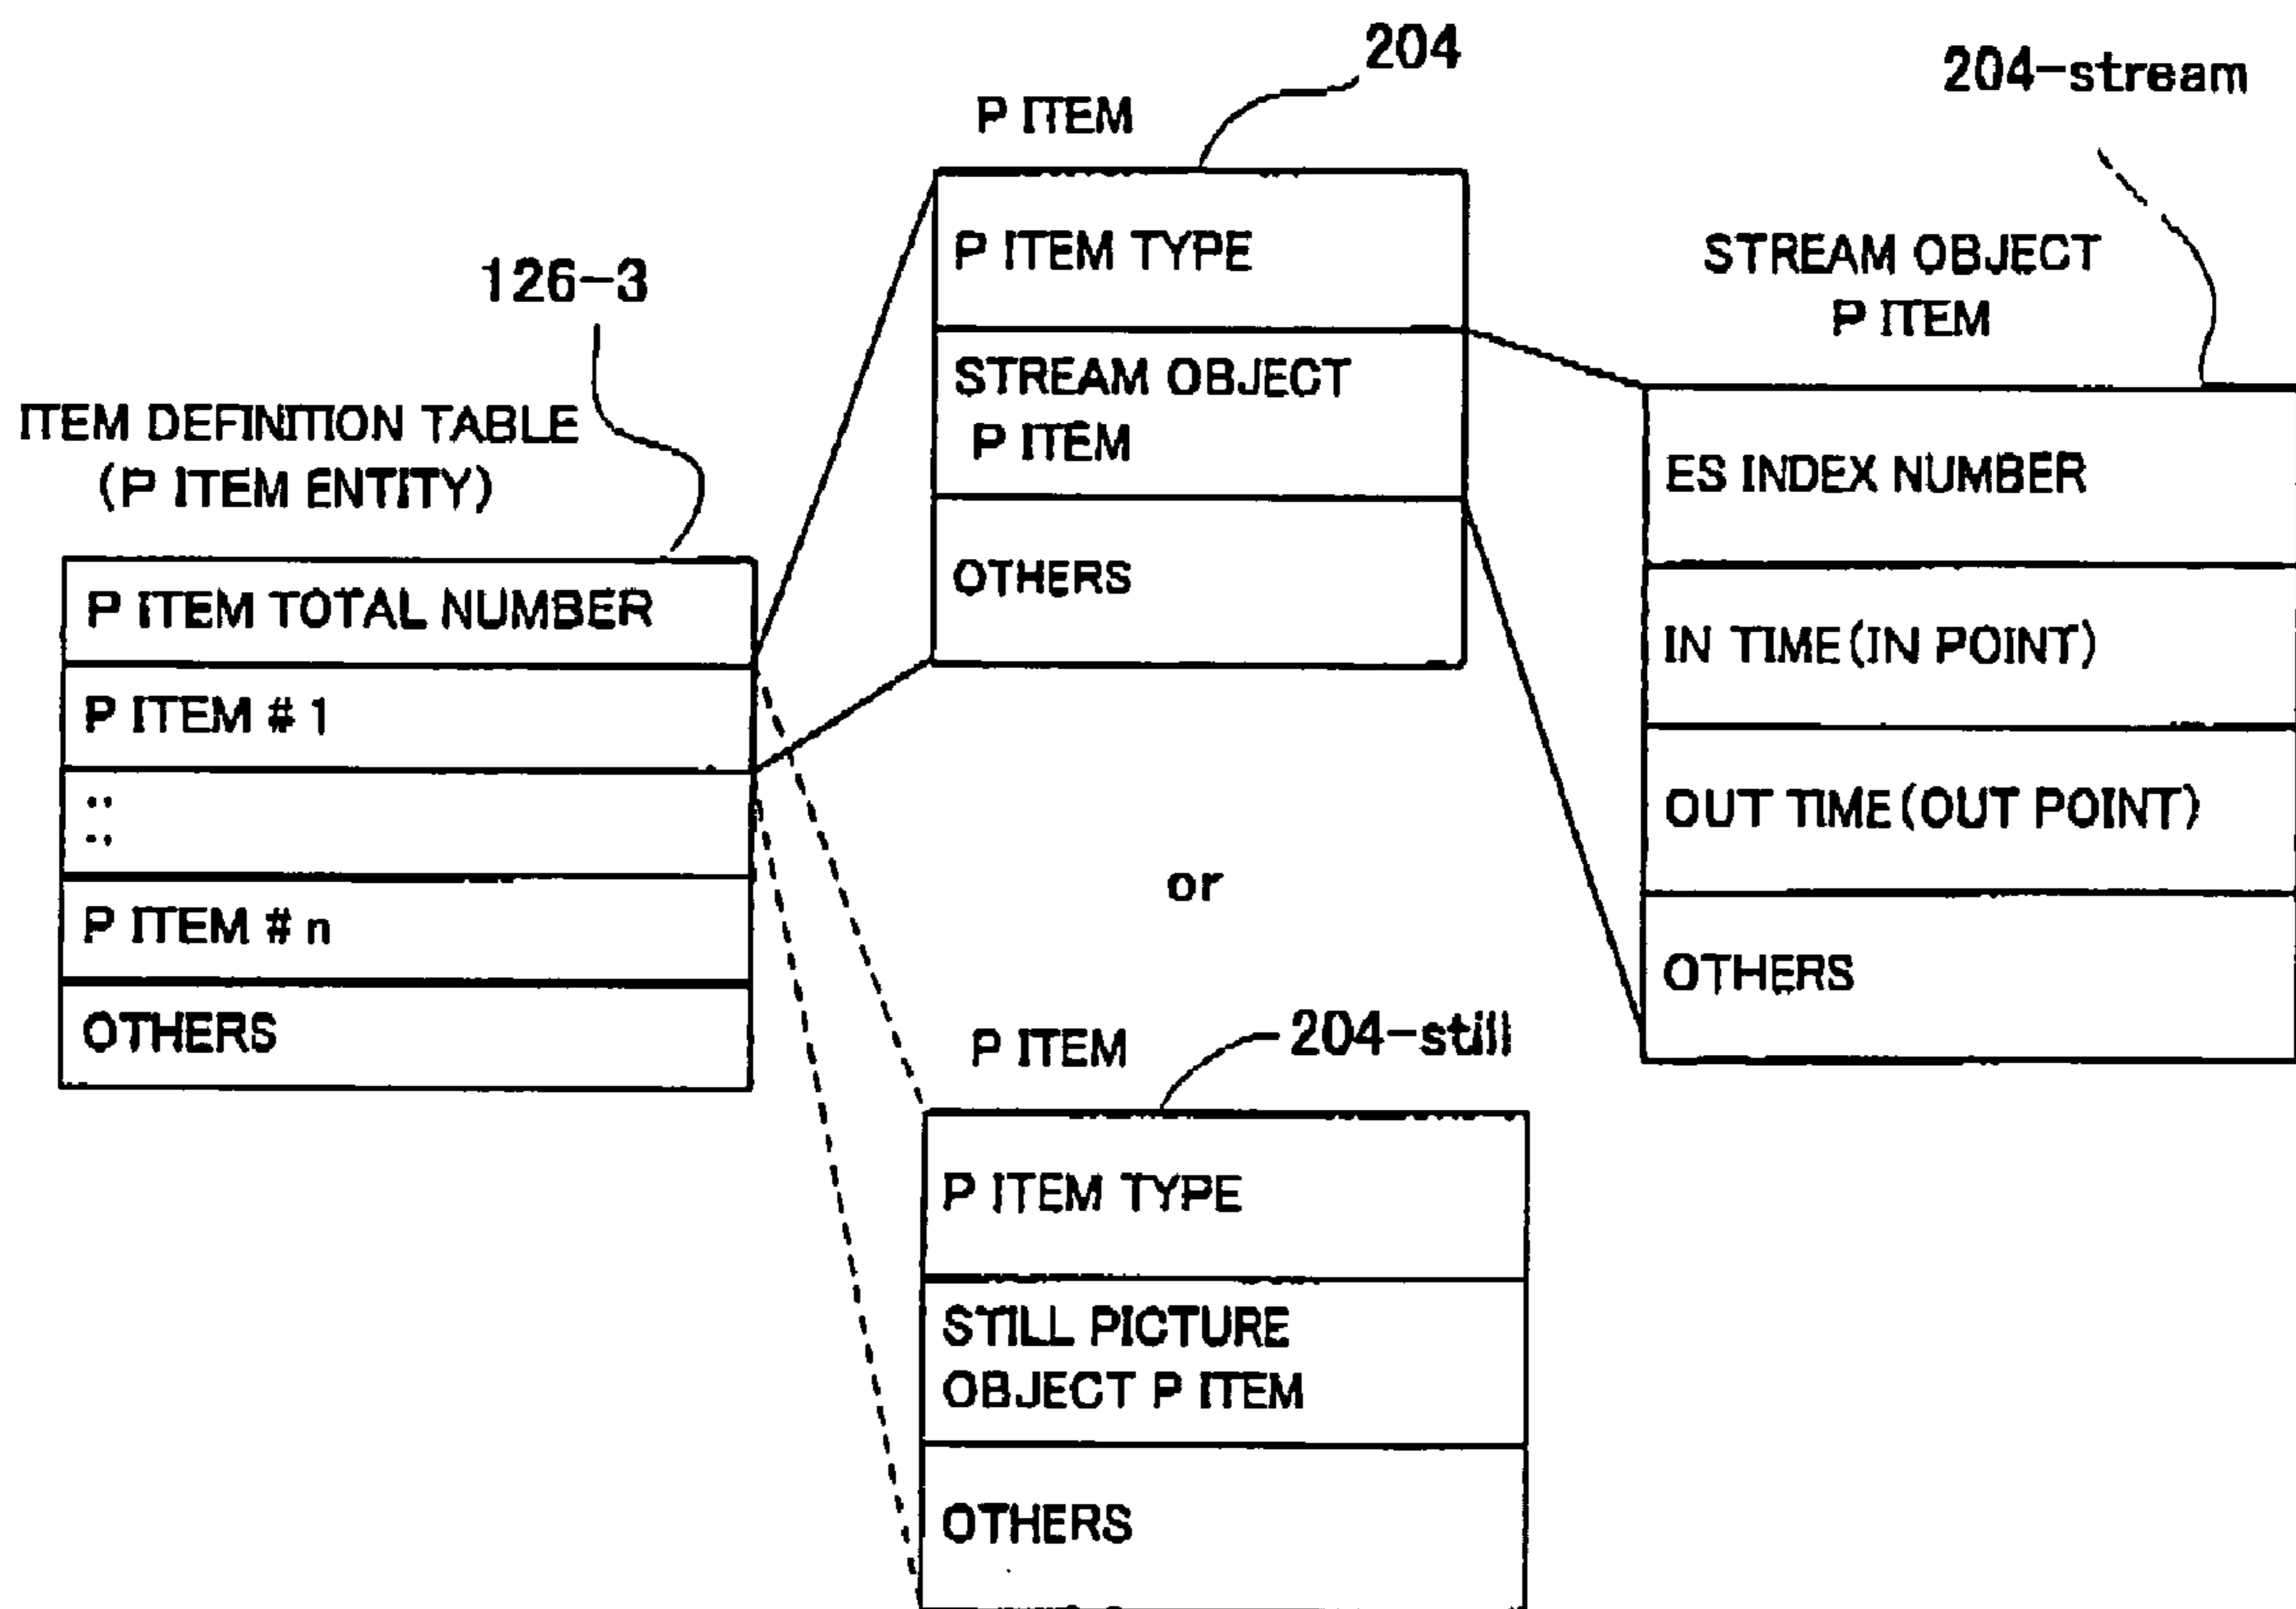 204
P ITEM
P ITEM TYPE
STREAM OBJECT
P ITEM
OTHERS
204-stream
STREAM OBJECT
P ITEM
ES INDEX NUMBER
IN TIME(IN POINT)
OUT TIME(OUT POINT)
OTHERS
126-3
ITEM DEFINITION TABLE
(P ITEM ENTITY)
P ITEM TOTAL NUMBER
P ITEM # 1
::
::
P ITEM # n
OTHERS
or
P ITEM
204-still
P ITEM TYPE
STILL PICTURE
OBJECT P ITEM
OTHERS